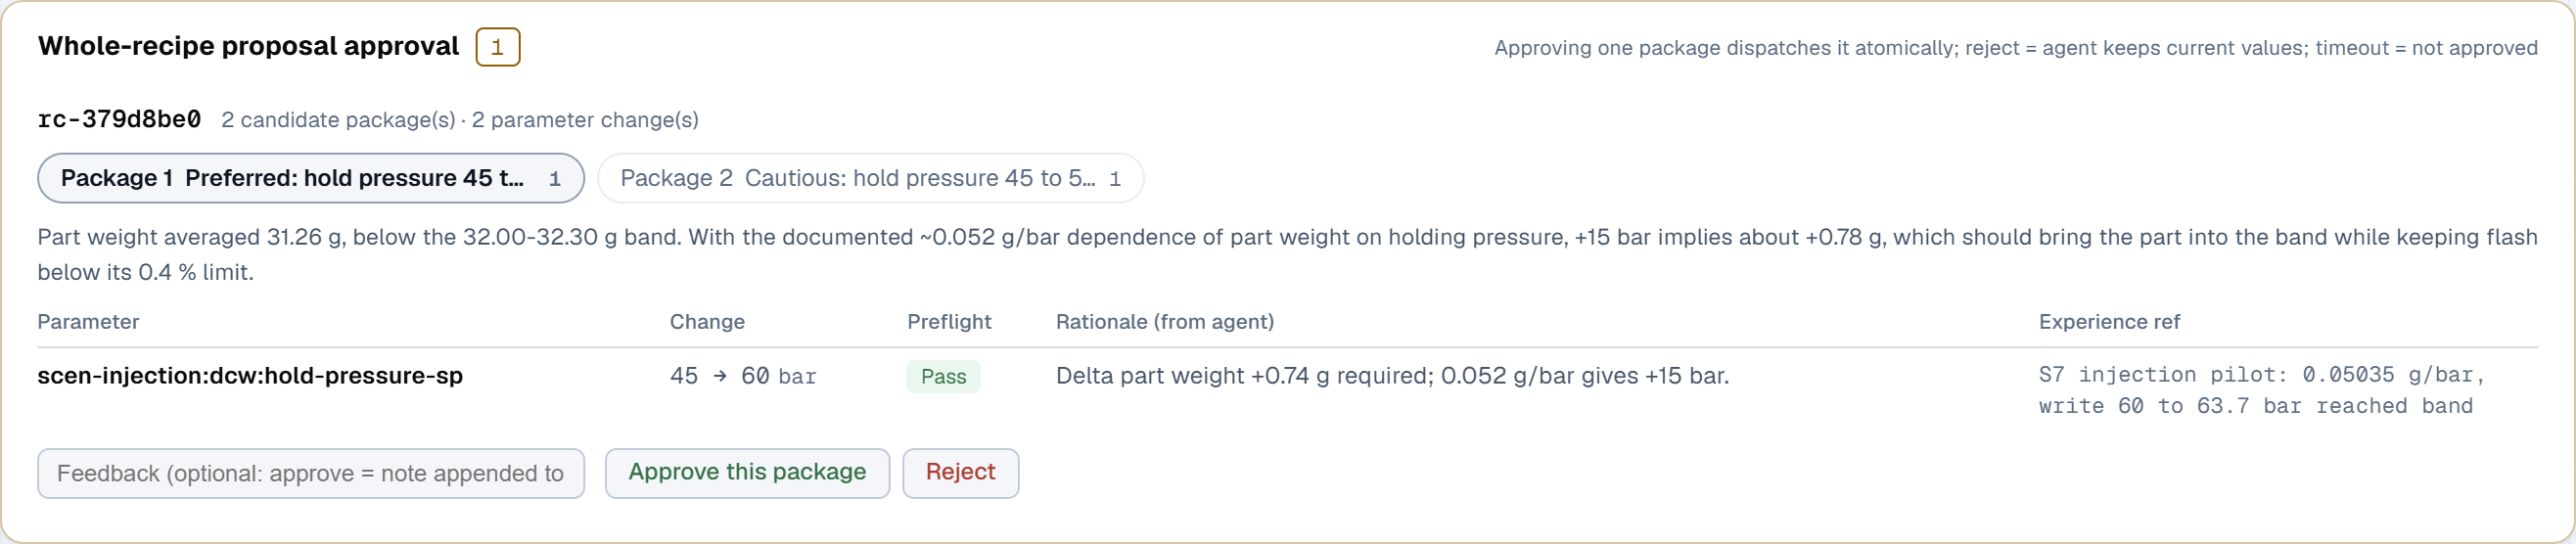 Whole-recipe proposal approval 1
Approving one package dispatches it atomically; reject = agent keeps current values; timeout = not approved
rc-379d8be0 2 candidate package(s) · 2 parameter change(s)
Package 1 Preferred: hold pressure 45 t... 1
Package 2 Cautious: hold pressure 45 to 5... 1
Part weight averaged 31.26 g, below the 32.00-32.30 g band. With the documented ~0.052 g/bar dependence of part weight on holding pressure, +15 bar implies about +0.78 g, which should bring the part into the band while keeping flash
below its 0.4 % limit.
Parameter Change Preflight Rationale (from agent) Experience ref
scen-injection:dcw:hold-pressure-sp 45 → 60 bar Pass Delta part weight +0.74 g required; 0.052 g/bar gives +15 bar. S7 injection pilot: 0.05035 g/bar,
write 60 to 63.7 bar reached band
Feedback (optional: approve = note appended to Approve this package Reject